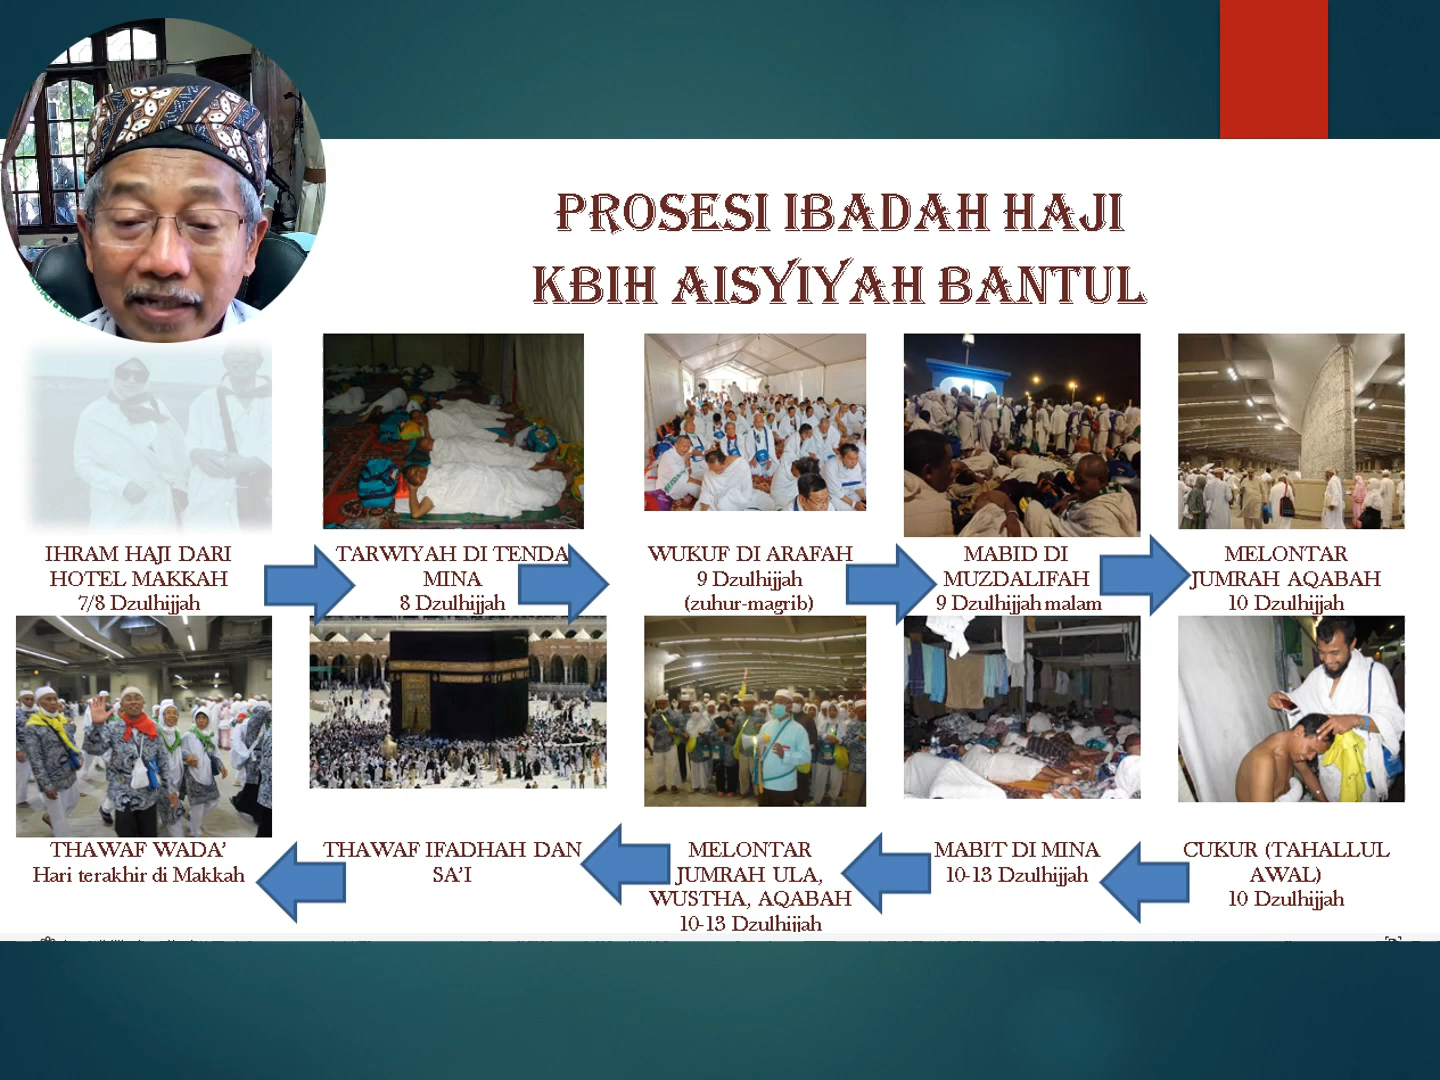 PROSESI IBADAH HAJI
KBIH AISYIYAH BANTUL
IHRAM HAJI DARI
HOTEL MAKKAH
7/8 Dzulhijjah
TARWIYAH DI TENDA
MINA
8 Dzulhijjah
WUKUF DI ARAFAH
9 Dzulhijjah
(zuhur-magrib)
MABID DI
MUZDALIFAH
9 Dzulhijjah malam
MELONTAR
JUMRAH AQABAH
10 Dzulhijjah
CUKUR (TAHALLUL
AWAL)
10 Dzulhijjah
MABIT DI MINA
10-13 Dzulhijjah
MELONTAR
JUMRAH ULA,
WUSTHA, AQABAH
10-13 Dzulhijjah
THAWAF IFADHAH DAN
SA’I
THAWAF WADA’
Hari terakhir di Makkah